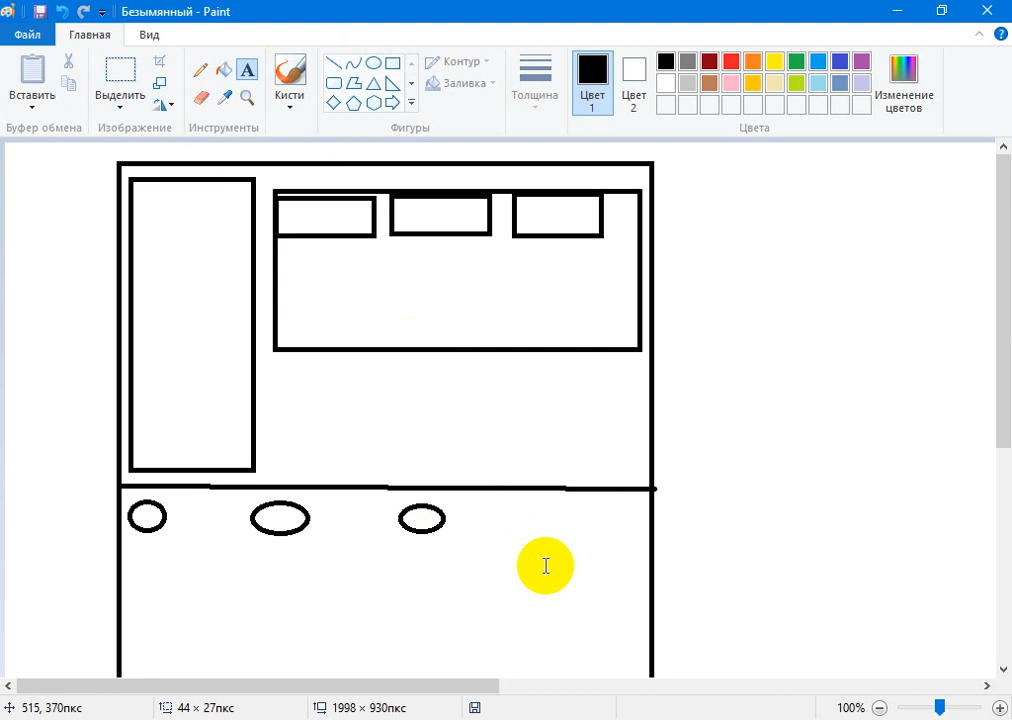 Безымянный - Paint
Файл
Главная
Вид
Вставить
Буфер обмена
Выделить
Изображение
A
Инструменты
Кисти
Контур
Заливка
Фигуры
Толщина
Цвет
1
Цвет
2
Изменение
цветов
Цвета
515, 370пкс
44 × 27пкс
1998 × 930пкс
100%